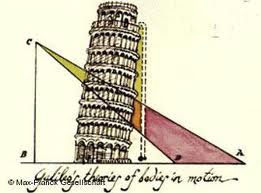 C
B A
Galileo's theories of bodies in motion
© Max-Planck Gesellschaft